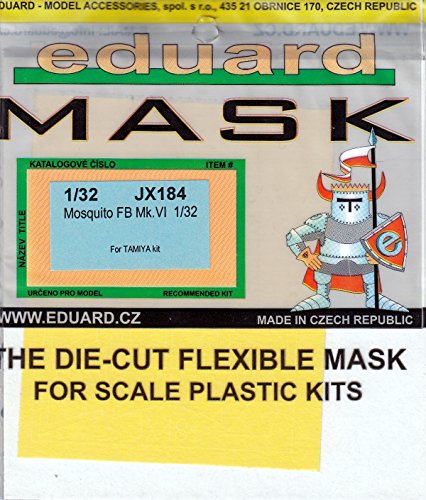 EDUARD - MODEL ACCESSORIES, spol. s r.o., 435 21 OBRNICE 170, CZECH REPUBLIC
eduard
MASK
KATALOGOVÉ ČÍSLO ITEM #
NÁZEV TITLE
1/32 JX184
Mosquito FB Mk.VI 1/32
For TAMIYA kit
URČENO PRO MODEL RECOMMENDED KIT
e
WWW.EDUARD.CZ MADE IN CZECH REPUBLIC
THE DIE-CUT FLEXIBLE MASK
FOR SCALE PLASTIC KITS